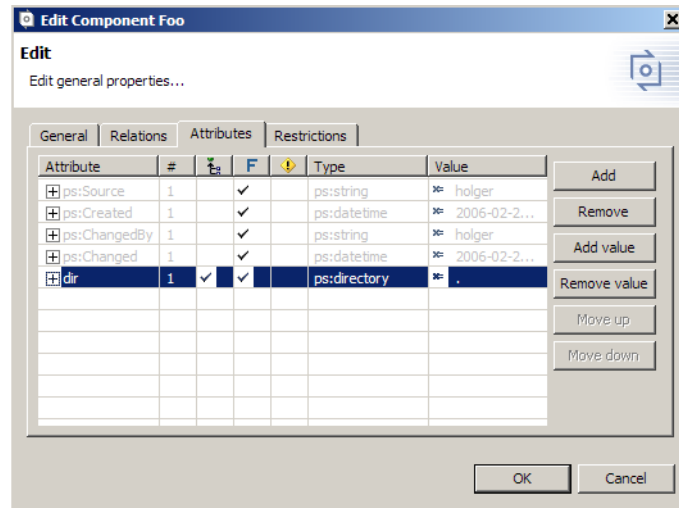 Edit Component Foo
Edit
Edit general properties...
General Relations Attributes Restrictions
Attribute # F Type Value
ps:Source 1 ps:string holger
ps:Created 1 ps:datetime 2006-02-2...
ps:ChangedBy 1 ps:string holger
ps:Changed 1 ps:datetime 2006-02-2...
dir 1 ps:directory .
Add
Remove
Add value
Remove value
Move up
Move down
OK Cancel